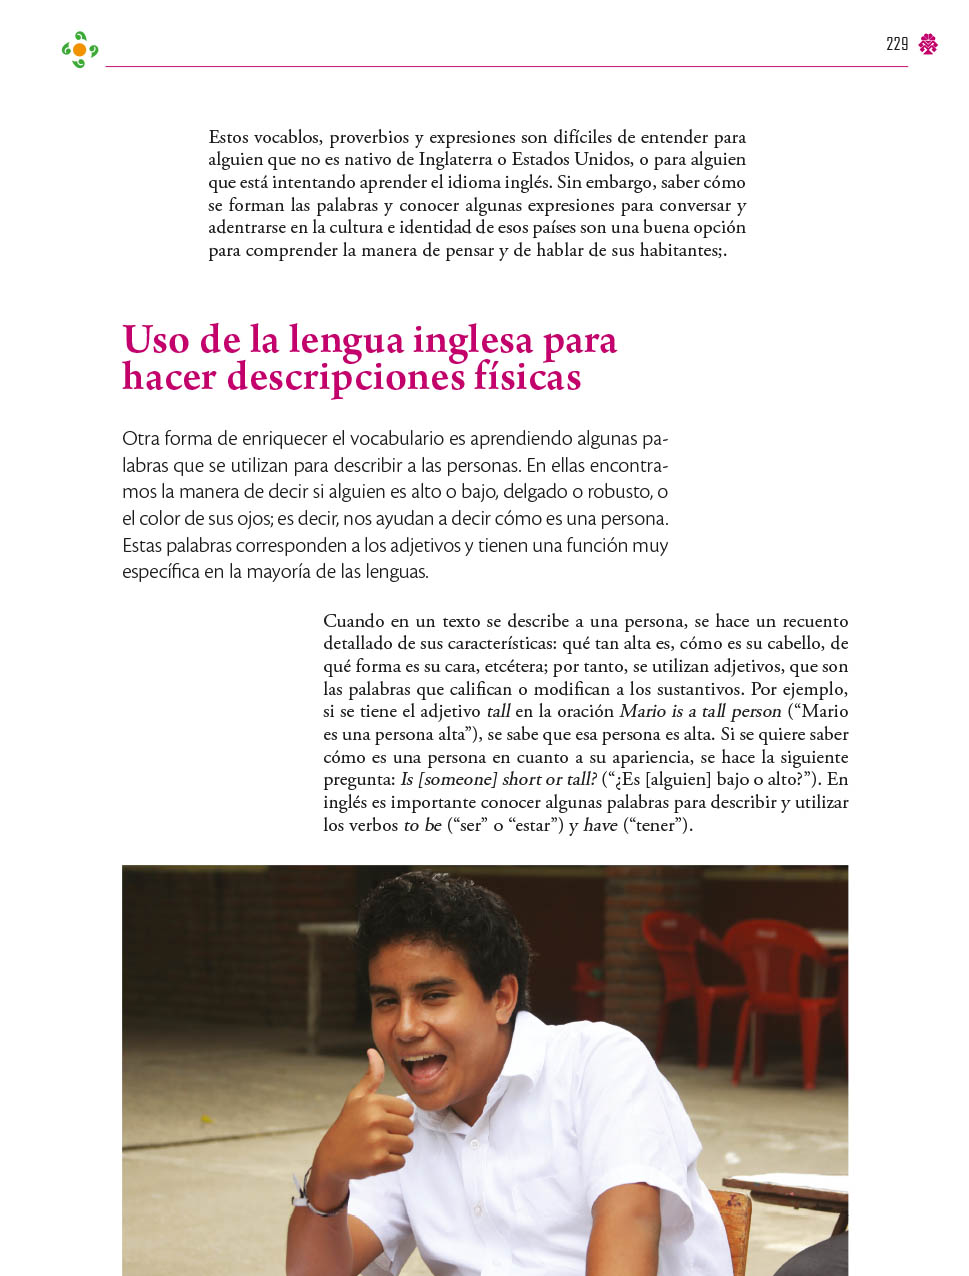 229
Estos vocablos, proverbios y expresiones son difíciles de entender para
alguien que no es nativo de Inglaterra o Estados Unidos, o para alguien
que está intentando aprender el idioma inglés. Sin embargo, saber cómo
se forman las palabras y conocer algunas expresiones para conversar y
adentrarse en la cultura e identidad de esos países son una buena opción
para comprender la manera de pensar y de hablar de sus habitantes;.
Uso de la lengua inglesa para
hacer descripciones físicas
Otra forma de enriquecer el vocabulario es aprendiendo algunas pa-
labras que se utilizan para describir a las personas. En ellas encontra-
mos la manera de decir si alguien es alto o bajo, delgado o robusto, o
el color de sus ojos; es decir, nos ayudan a decir cómo es una persona.
Estas palabras corresponden a los adjetivos y tienen una función muy
específica en la mayoría de las lenguas.
Cuando en un texto se describe a una persona, se hace un recuento
detallado de sus características: qué tan alta es, cómo es su cabello, de
qué forma es su cara, etcétera; por tanto, se utilizan adjetivos, que son
las palabras que califican o modifican a los sustantivos. Por ejemplo,
si se tiene el adjetivo tall en la oración Mario is a tall person (“Mario
es una persona alta”), se sabe que esa persona es alta. Si se quiere saber
cómo es una persona en cuanto a su apariencia, se hace la siguiente
pregunta: Is [someone] short or tall? (“¿Es [alguien] bajo o alto?”). En
inglés es importante conocer algunas palabras para describir y utilizar
los verbos to be (“ser” o “estar”) y have (“tener”).